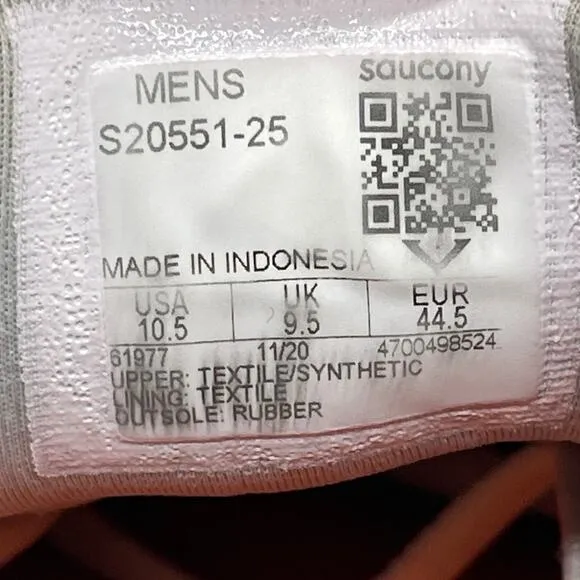 saucony
MENS
S20551-25
MADE IN INDONESIA
USA UK EUR
10.5 9.5 44.5
61977 11/20 4700498524
UPPER: TEXTILE/SYNTHETIC
LINING: TEXTILE
OUTSOLE: RUBBER